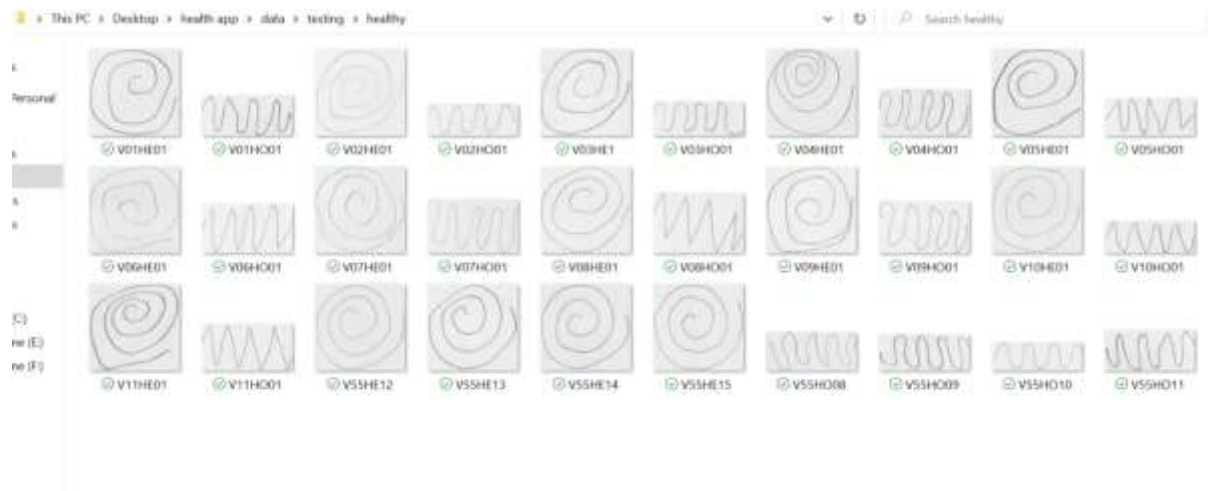 This PC > Desktop > health app > data > testing > healthy
Search healthy
Personal
V01HE01 V01HO01 V02HE01 V02HO01 V03HE1 V03HO01 V04HE01 V04HO01 V05HE01 V05HO01
V06HE01 V06HO01 V07HE01 V07HO01 V08HE01 V08HO01 V09HE01 V09HO01 V10HE01 V10HO01
(C:)
ne (E:)
ne (F:)
V11HE01 V11HO01 V55HE12 V55HE13 V55HE14 V55HE15 V55HO08 V55HO09 V55HO10 V55HO11